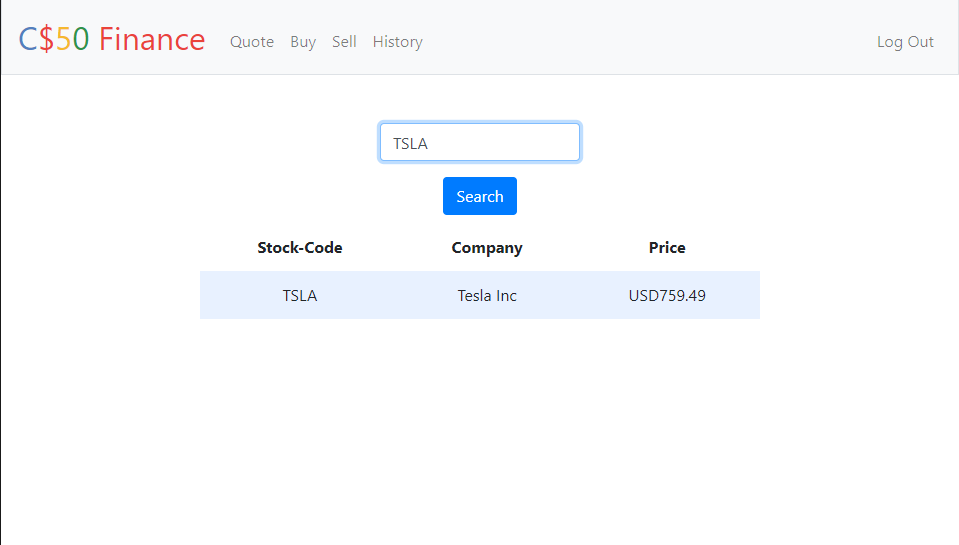 C$50 Finance Quote Buy Sell History Log Out
TSLA
Search
Stock-Code Company Price
TSLA Tesla Inc USD759.49